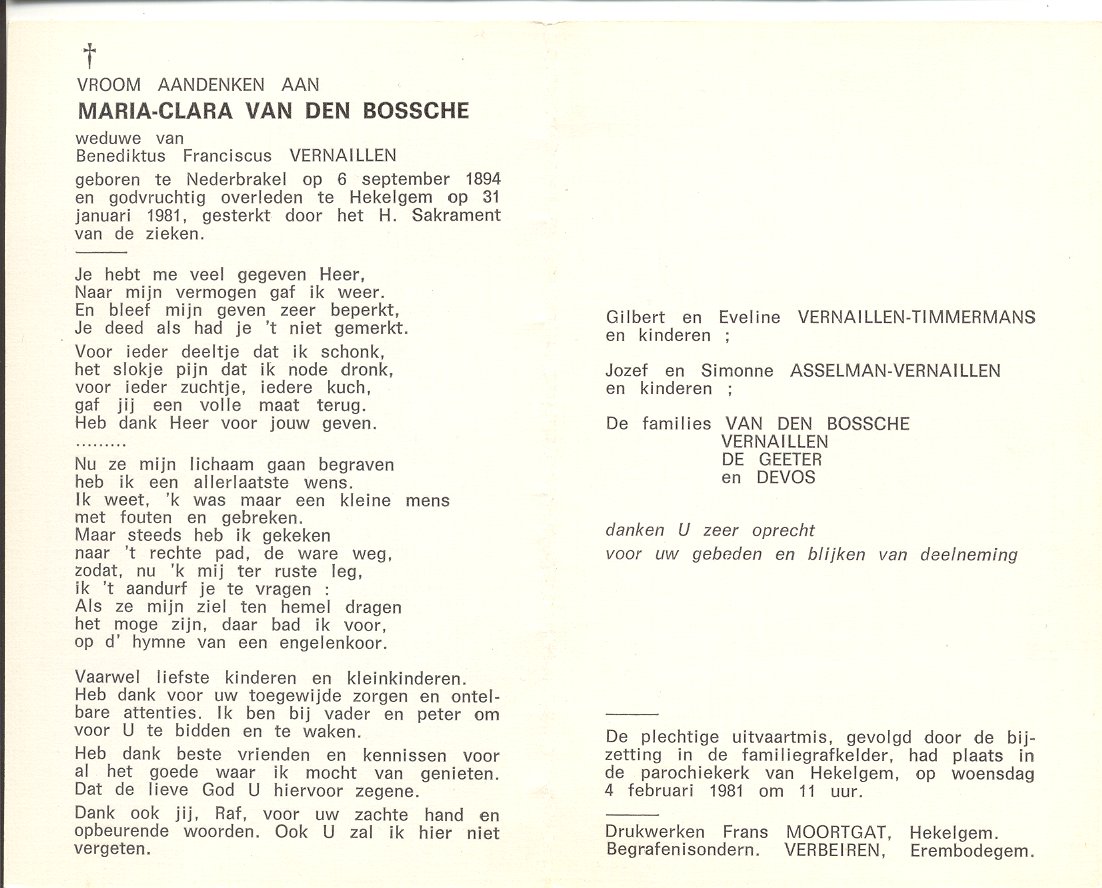 †
VROOM AANDENKEN AAN
MARIA-CLARA VAN DEN BOSSCHE
weduwe van
Benediktus Franciscus VERNAILLEN
geboren te Nederbrakel op 6 september 1894
en godvruchtig overleden te Hekelgem op 31
januari 1981, gesterkt door het H. Sakrament
van de zieken.
Je hebt me veel gegeven Heer,
Naar mijn vermogen gaf ik weer.
En bleef mijn geven zeer beperkt,
Je deed als had je 't niet gemerkt.
Voor ieder deeltje dat ik schonk,
het slokje pijn dat ik node dronk,
voor ieder zuchtje, iedere kuch,
gaf jij een volle maat terug.
Heb dank Heer voor jouw geven.
.........
Nu ze mijn lichaam gaan begraven
heb ik een allerlaatste wens.
Ik weet, 'k was maar een kleine mens
met fouten en gebreken.
Maar steeds heb ik gekeken
naar 't rechte pad, de ware weg,
zodat, nu 'k mij ter ruste leg,
ik 't aandurf je te vragen :
Als ze mijn ziel ten hemel dragen
het moge zijn, daar bad ik voor,
op d' hymne van een engelenkoor.
Vaarwel liefste kinderen en kleinkinderen.
Heb dank voor uw toegewijde zorgen en ontel-
bare attenties. Ik ben bij vader en peter om
voor U te bidden en te waken.
Heb dank beste vrienden en kennissen voor
al het goede waar ik mocht van genieten.
Dat de lieve God U hiervoor zegene.
Dank ook jij, Raf, voor uw zachte hand en
opbeurende woorden. Ook U zal ik hier niet
vergeten.
Gilbert en Eveline VERNAILLEN-TIMMERMANS
en kinderen ;
Jozef en Simonne ASSELMAN-VERNAILLEN
en kinderen ;
De families VAN DEN BOSSCHE
VERNAILLEN
DE GEETER
en DEVOS
danken U zeer oprecht
voor uw gebeden en blijken van deelneming
De plechtige uitvaartmis, gevolgd door de bij-
zetting in de familiegrafkelder, had plaats in
de parochiekerk van Hekelgem, op woensdag
4 februari 1981 om 11 uur.
Drukwerken Frans MOORTGAT, Hekelgem.
Begrafenisondern. VERBEIREN, Erembodegem.